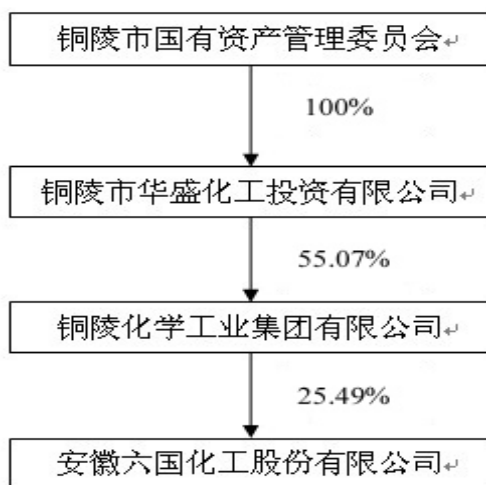 铜陵市国有资产管理委员会
100%
铜陵市华盛化工投资有限公司
55.07%
铜陵化学工业集团有限公司
25.49%
安徽六国化工股份有限公司